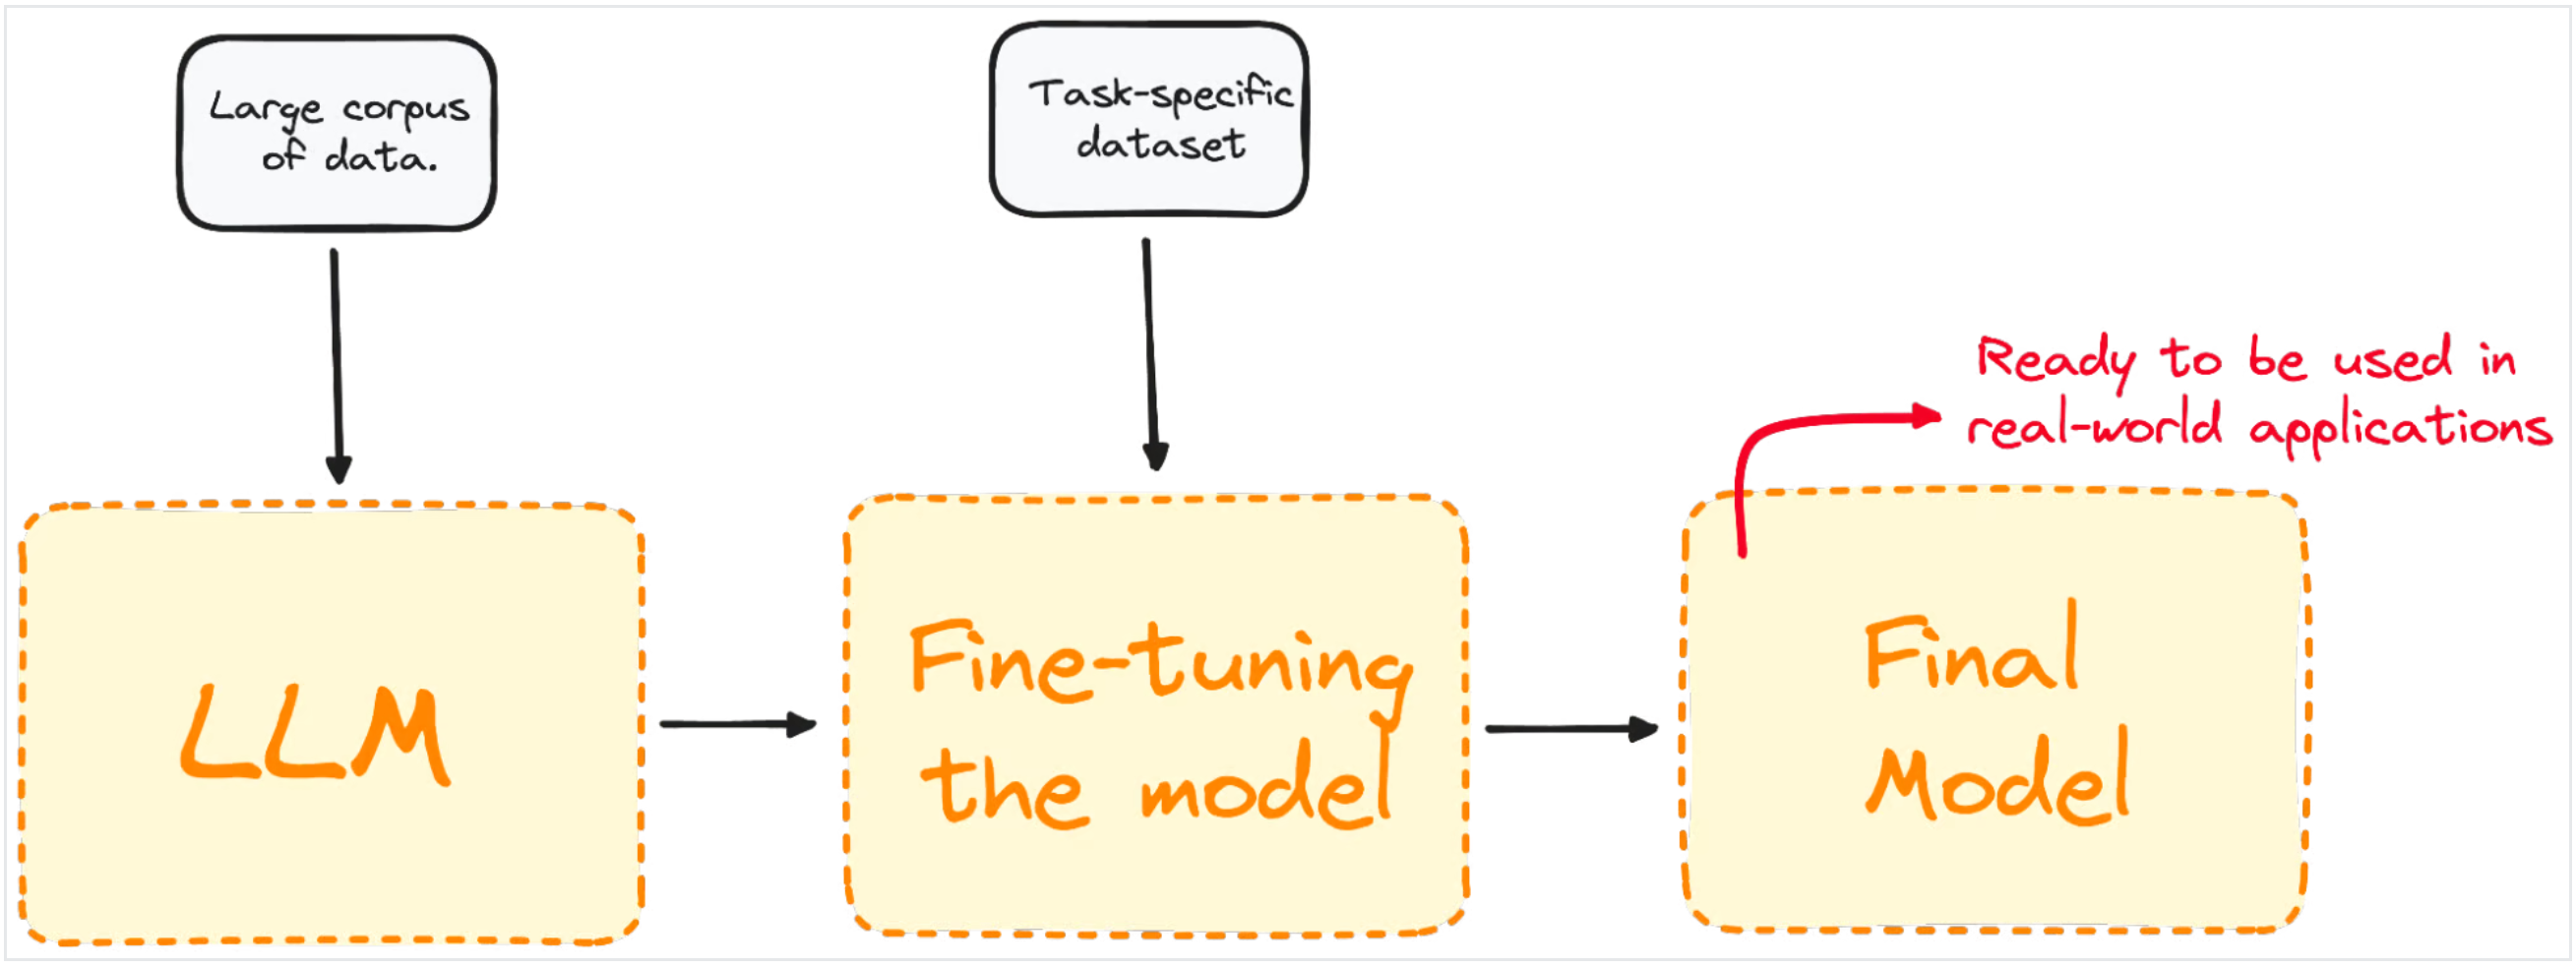 Large corpus
of data.
Task-specific
dataset
Ready to be used in
real-world applications
LLM
Fine-tuning
the model
Final
Model